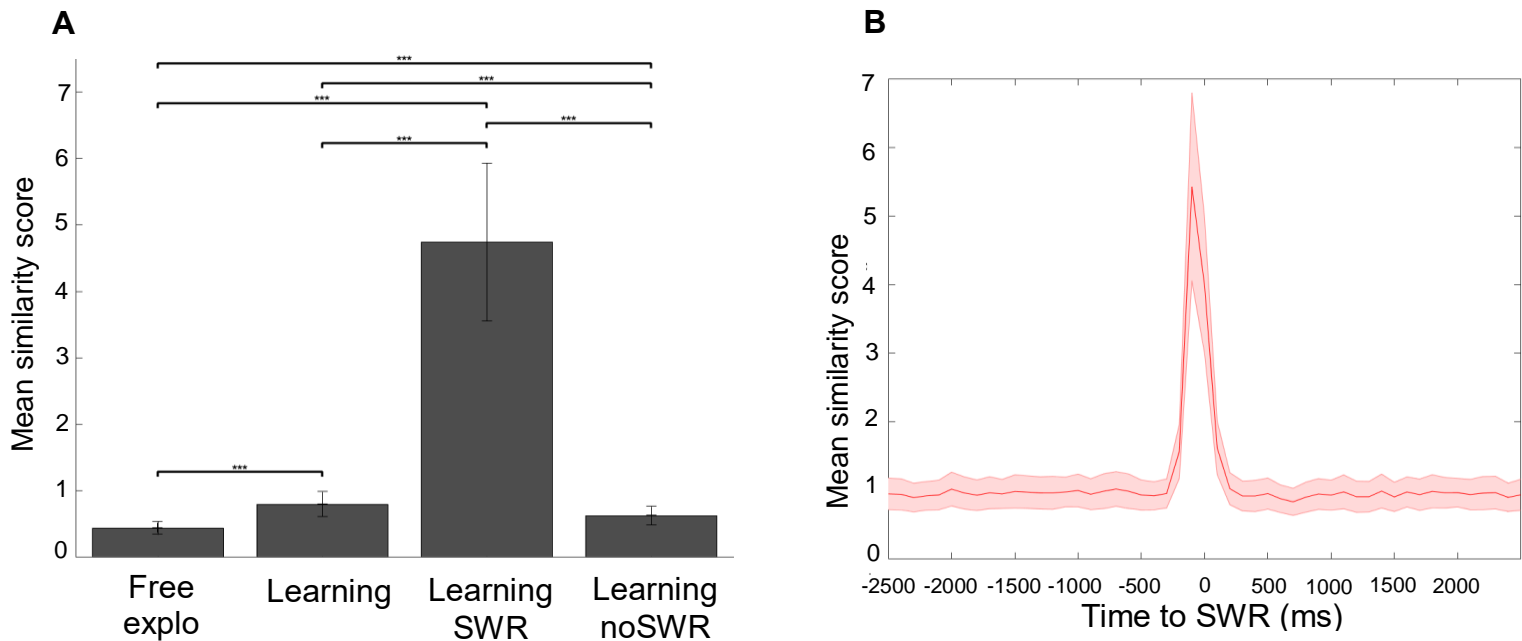 A
***
***
***
***
***
***
7
6
5
4
3
2
1
0
Mean similarity score
Free
explo
Learning
Learning
SWR
Learning
noSWR
B
7
6
5
4
3
2
1
0
Mean similarity score
-2500 -2000 -1500 -1000 -500 0 500 1000 1500 2000
Time to SWR (ms)